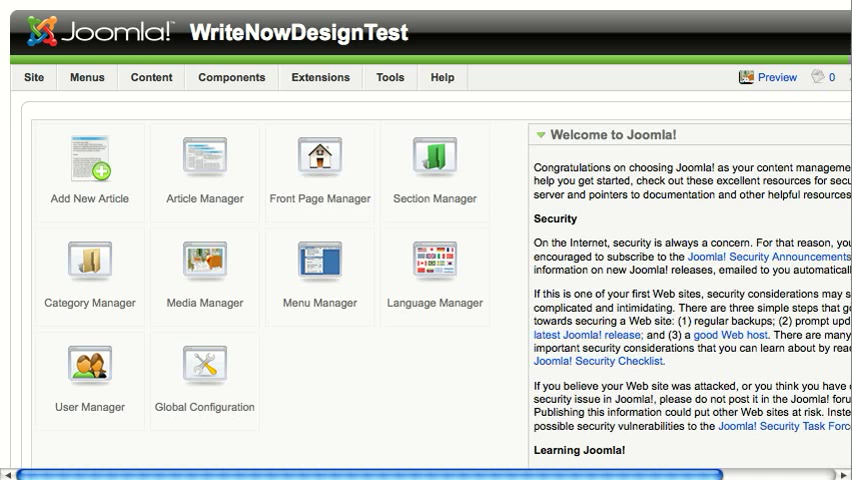 Joomla! WriteNowDesignTest
Site Menus Content Components Extensions Tools Help Preview 0
Add New Article Article Manager Front Page Manager Section Manager
Category Manager Media Manager Menu Manager Language Manager
User Manager Global Configuration
Welcome to Joomla!
Congratulations on choosing Joomla! as your content manageme
help you get started, check out these excellent resources for secu
server and pointers to documentation and other helpful resources
Security
On the Internet, security is always a concern. For that reason, you
encouraged to subscribe to the Joomla! Security Announcements
information on new Joomla! releases, emailed to you automaticall
If this is one of your first Web sites, security considerations may s
complicated and intimidating. There are three simple steps that go
towards securing a Web site: (1) regular backups; (2) prompt upd
latest Joomla! release; and (3) a good Web host. There are many
important security considerations that you can learn about by rea
Joomla! Security Checklist.
If you believe your Web site was attacked, or you think you have
security issue in Joomla!, please do not post it in the Joomla! foru
Publishing this information could put other Web sites at risk. Inste
possible security vulnerabilities to the Joomla! Security Task Forc
Learning Joomla!